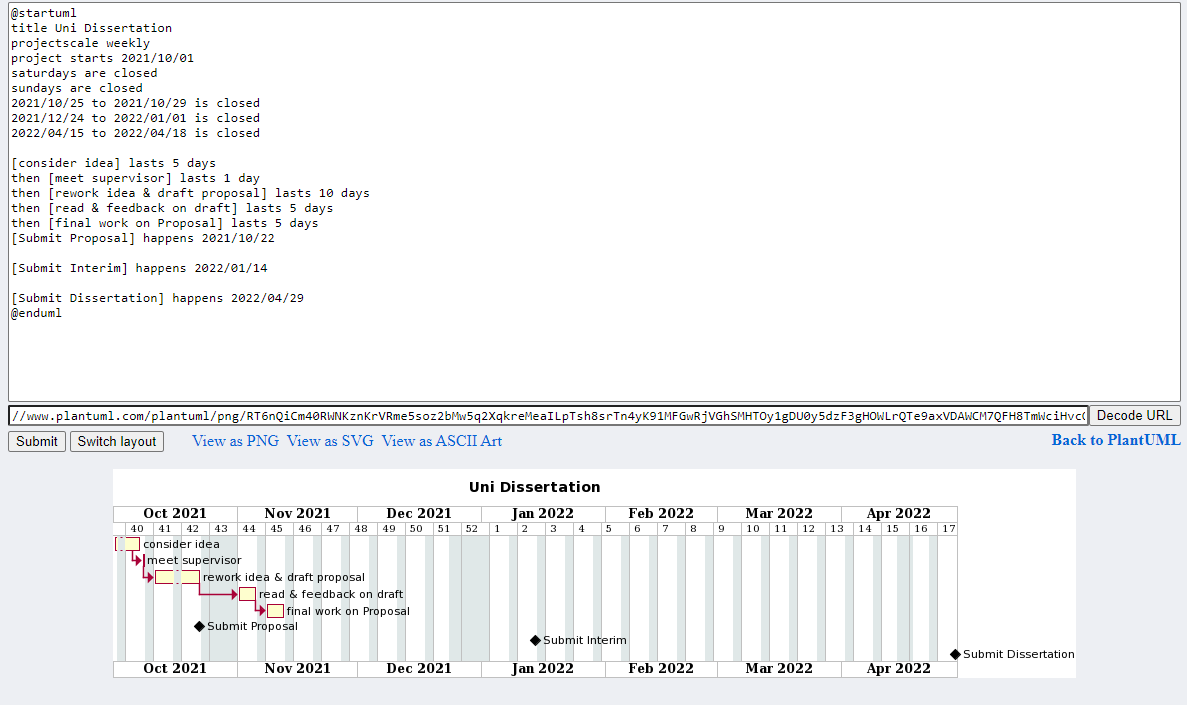 @startuml
title Uni Dissertation
projectscale weekly
project starts 2021/10/01
saturdays are closed
sundays are closed
2021/10/25 to 2021/10/29 is closed
2021/12/24 to 2022/01/01 is closed
2022/04/15 to 2022/04/18 is closed
[consider idea] lasts 5 days
then [meet supervisor] lasts 1 day
then [rework idea & draft proposal] lasts 10 days
then [read & feedback on draft] lasts 5 days
then [final work on Proposal] lasts 5 days
[Submit Proposal] happens 2021/10/22
[Submit Interim] happens 2022/01/14
[Submit Dissertation] happens 2022/04/29
@enduml
//www.plantuml.com/plantuml/png/RT6nQiCm40RWNKznKrVRme5soz2bMw5q2XqkreMeaILpTsh8srTn4yK91MFGwRjVGhSMHTOy1gDU0y5dzF3gHOWLrQTe9axVDAWCM7QFH8TmWciHvc Decode URL
Submit Switch layout View as PNG View as SVG View as ASCII Art Back to PlantUML
Uni Dissertation
Oct 2021 Nov 2021 Dec 2021 Jan 2022 Feb 2022 Mar 2022 Apr 2022
40 41 42 43 44 45 46 47 48 49 50 51 52 1 2 3 4 5 6 7 8 9 10 11 12 13 14 15 16 17
consider idea
meet supervisor
rework idea & draft proposal
read & feedback on draft
final work on Proposal
Submit Proposal
Submit Interim
Submit Dissertation
Oct 2021 Nov 2021 Dec 2021 Jan 2022 Feb 2022 Mar 2022 Apr 2022